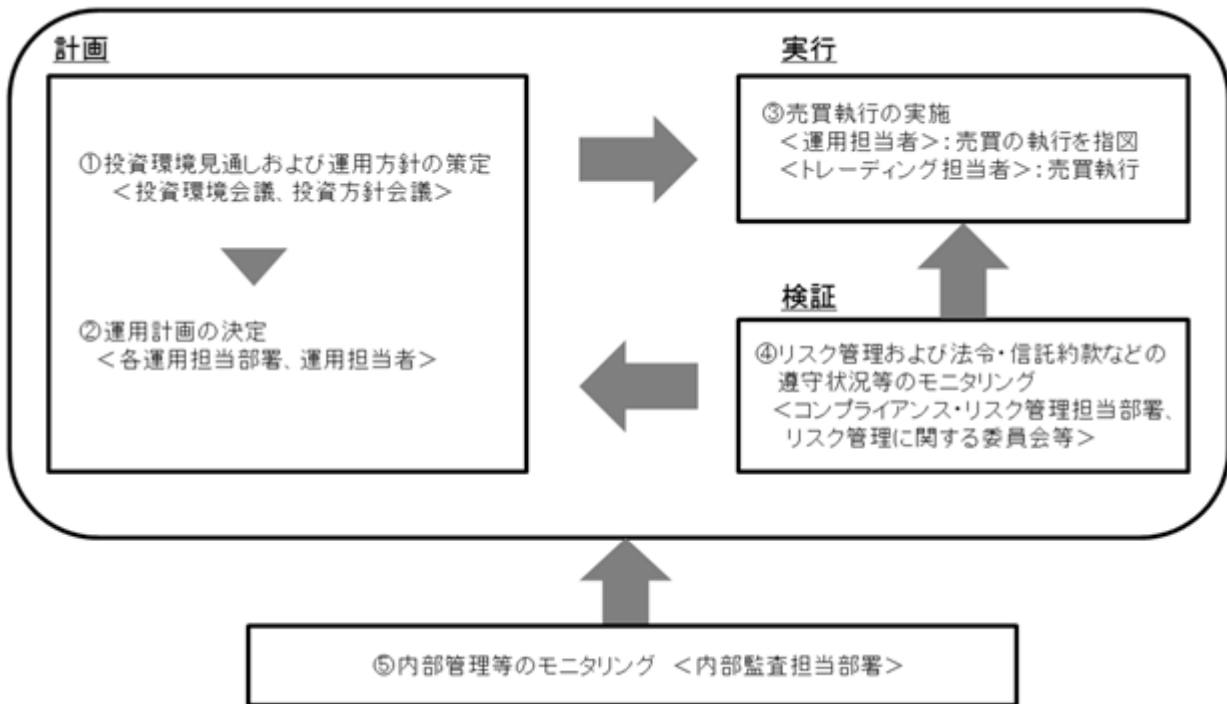 計画
①投資環境見通しおよび運用方針の策定
＜投資環境会議、投資方針会議＞
②運用計画の決定
＜各運用担当部署、運用担当者＞
実行
③売買執行の実施
＜運用担当者＞：売買の執行を指図
＜トレーディング担当者＞：売買執行
検証
④リスク管理および法令・信託約款などの
遵守状況等のモニタリング
＜コンプライアンス・リスク管理担当部署、
リスク管理に関する委員会等＞
⑤内部管理等のモニタリング ＜内部監査担当部署＞